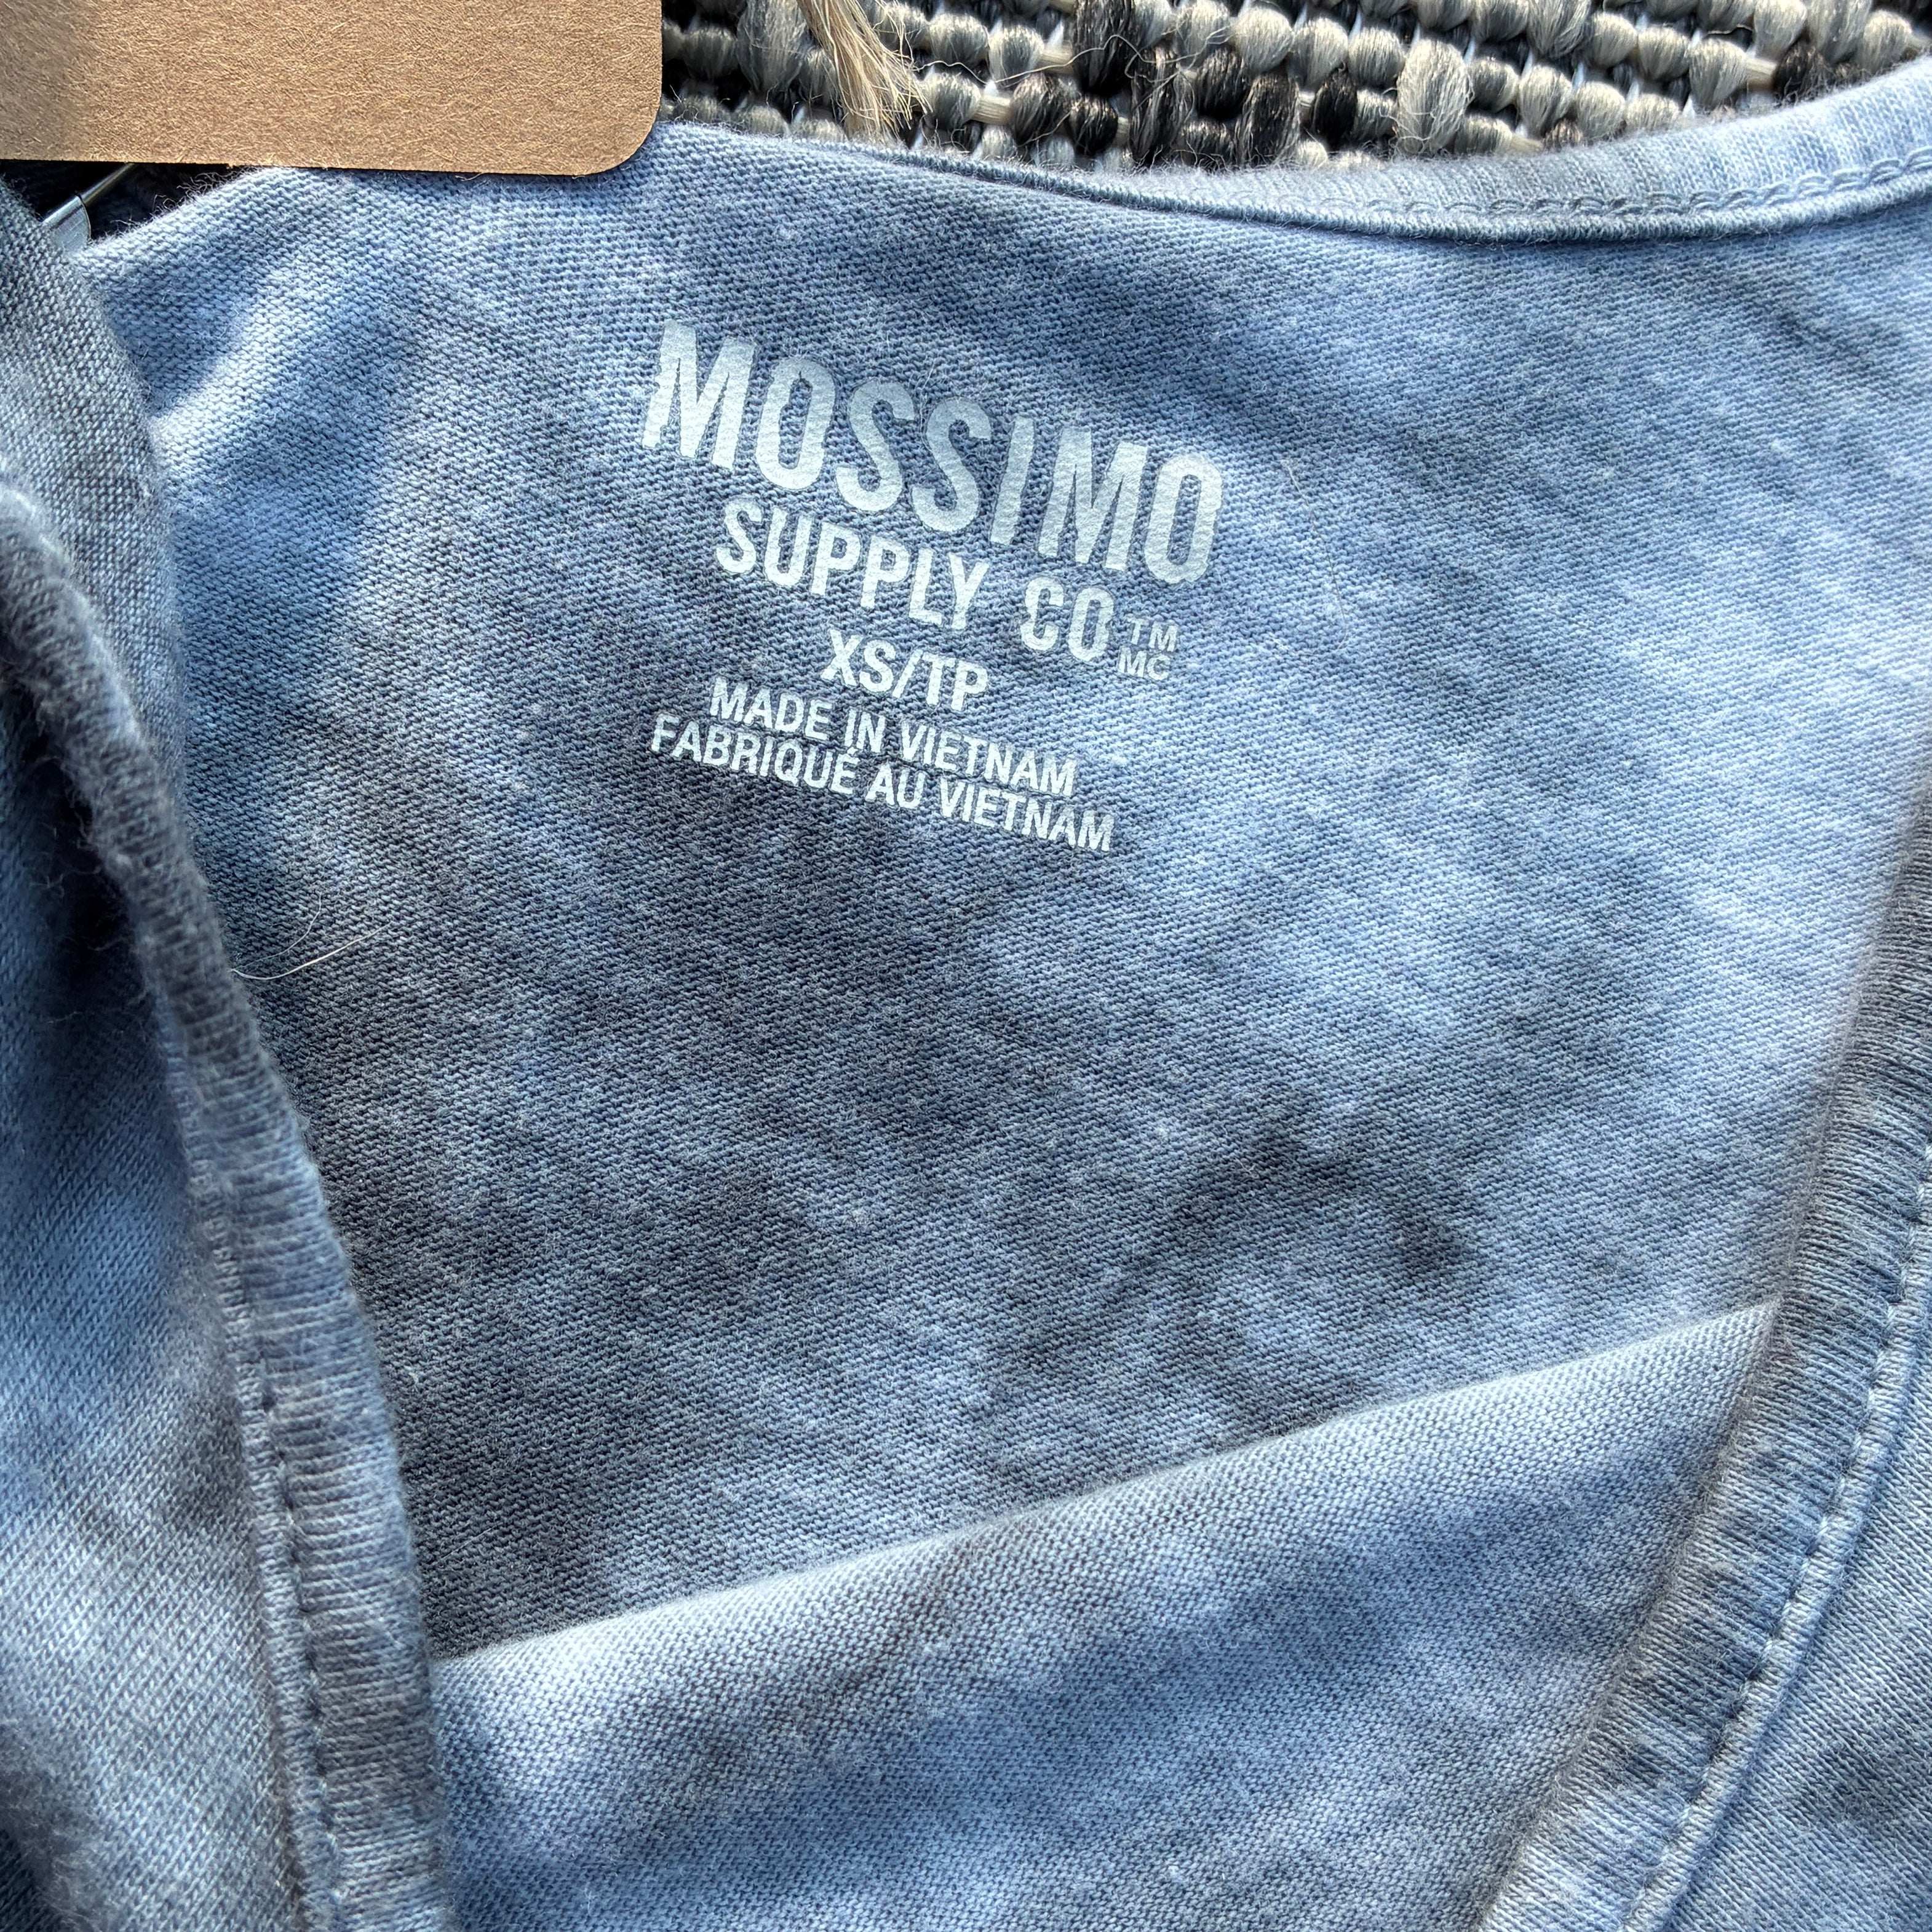 MOSSIMO
SUPPLY CO TM MC
XS/TP
MADE IN VIETNAM
FABRIQUÉ AU VIETNAM